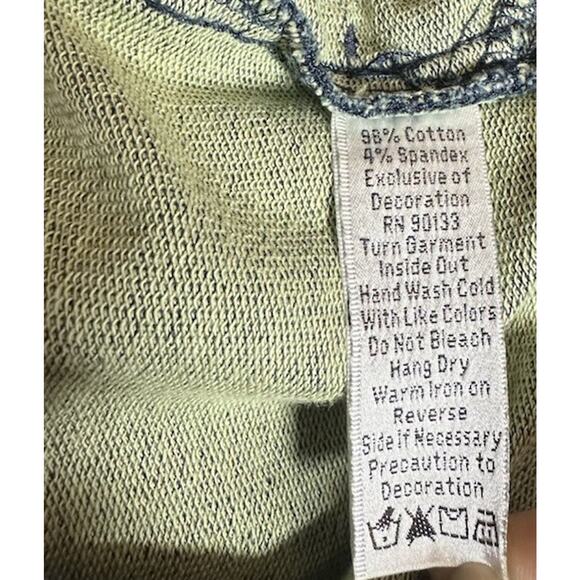 96% Cotton
4% Spandex
Exclusive of
Decoration
RN 90133
Turn Garment
Inside Out
Hand Wash Cold
With Like Colors
Do Not Bleach
Hang Dry
Warm Iron on
Reverse
Side if Necessary
Precaution to
Decoration